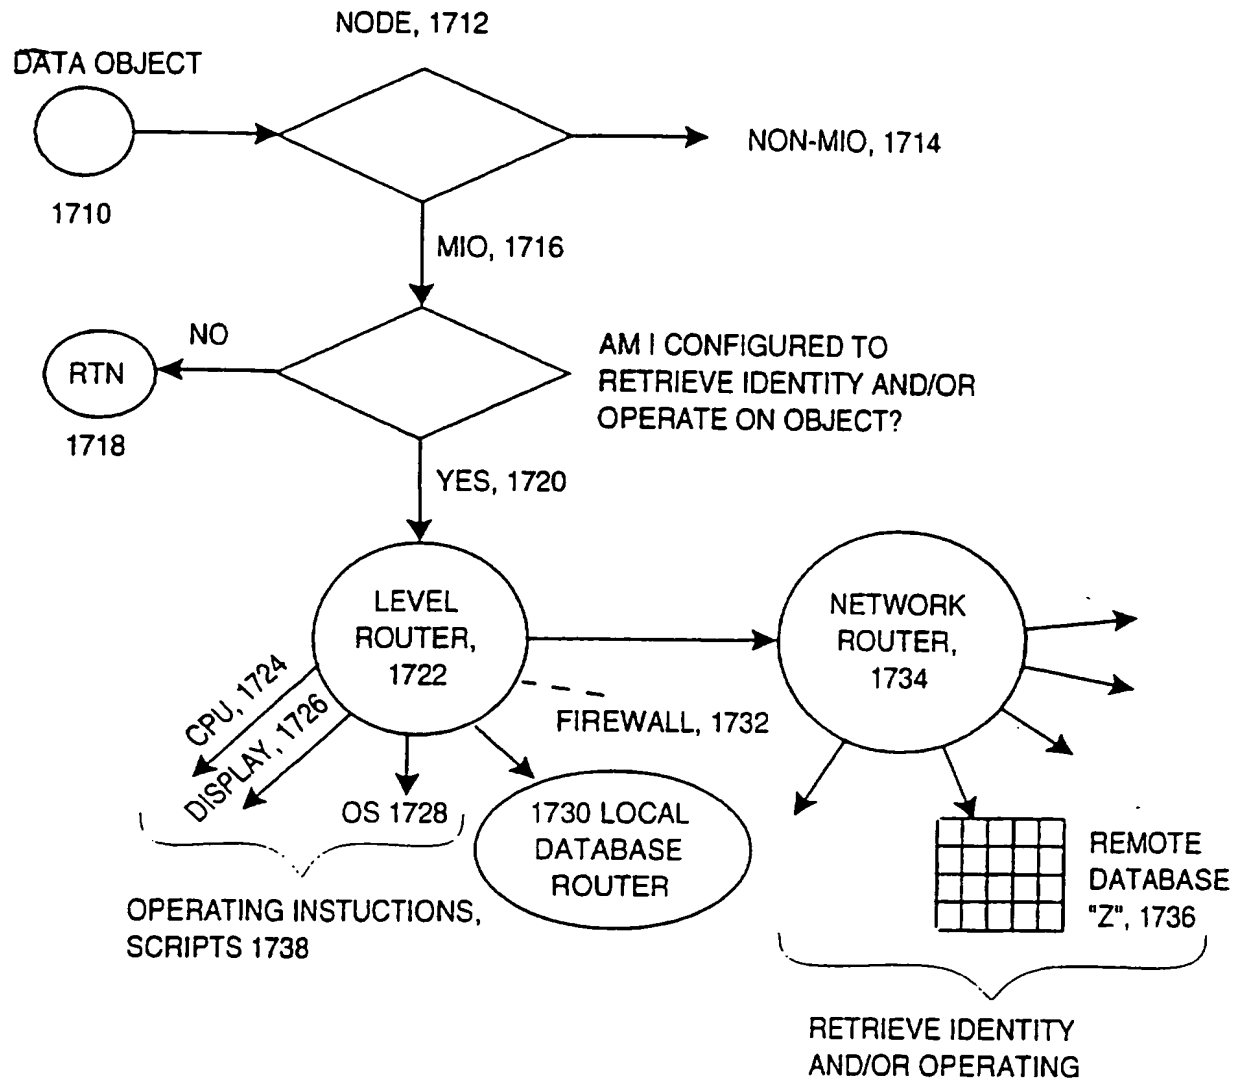 NODE, 1712
DATA OBJECT
NON-MIO, 1714
1710
MIO, 1716
NO
RTN
1718
AM I CONFIGURED TO
RETRIEVE IDENTITY AND/OR
OPERATE ON OBJECT?
YES, 1720
LEVEL
ROUTER,
1722
NETWORK
ROUTER,
1734
CPU, 1724
DISPLAY, 1726
FIREWALL, 1732
OS 1728
1730 LOCAL
DATABASE
ROUTER
REMOTE
DATABASE
"Z", 1736
OPERATING INSTUCTIONS,
SCRIPTS 1738
RETRIEVE IDENTITY
AND/OR OPERATING